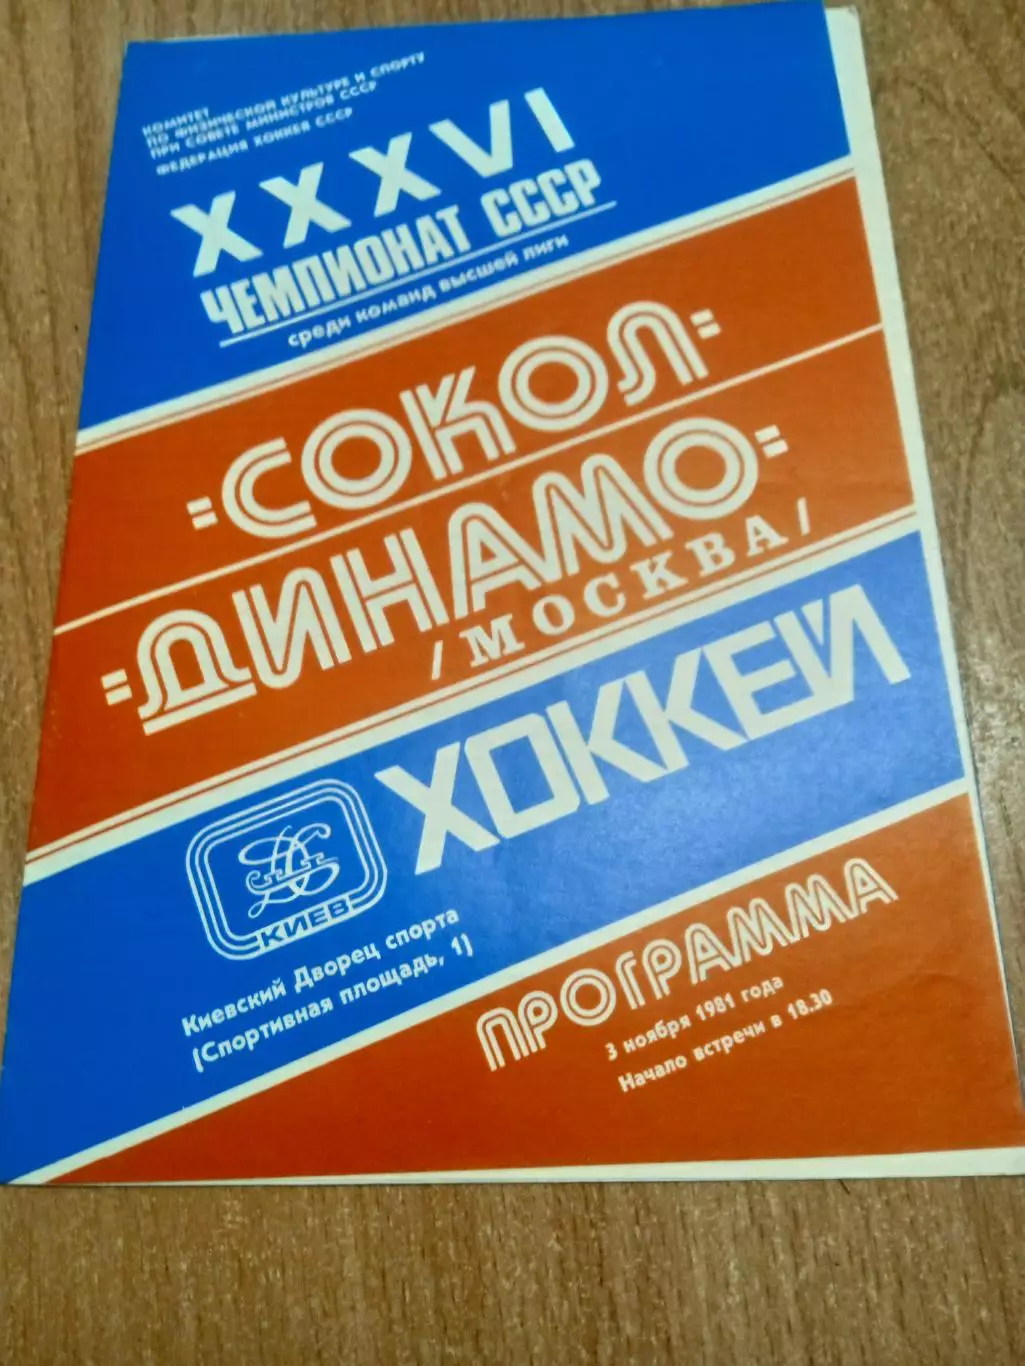 КОМИТЕТ
ПО ФИЗИЧЕСКОЙ КУЛЬТУРЕ И СПОРТУ
ПРИ СОВЕТЕ МИНИСТРОВ СССР
ФЕДЕРАЦИЯ ХОККЕЯ СССР
XXXVI
ЧЕМПИОНАТ СССР
среди команд высшей лиги
"СОКОЛ"
"ДИНАМО"
/МОСКВА/
ХОККЕЙ
КИЕВ
Киевский Дворец спорта
(Спортивная площадь, 1)
ПРОГРАММА
3 ноября 1981 года
Начало встречи в 18.30